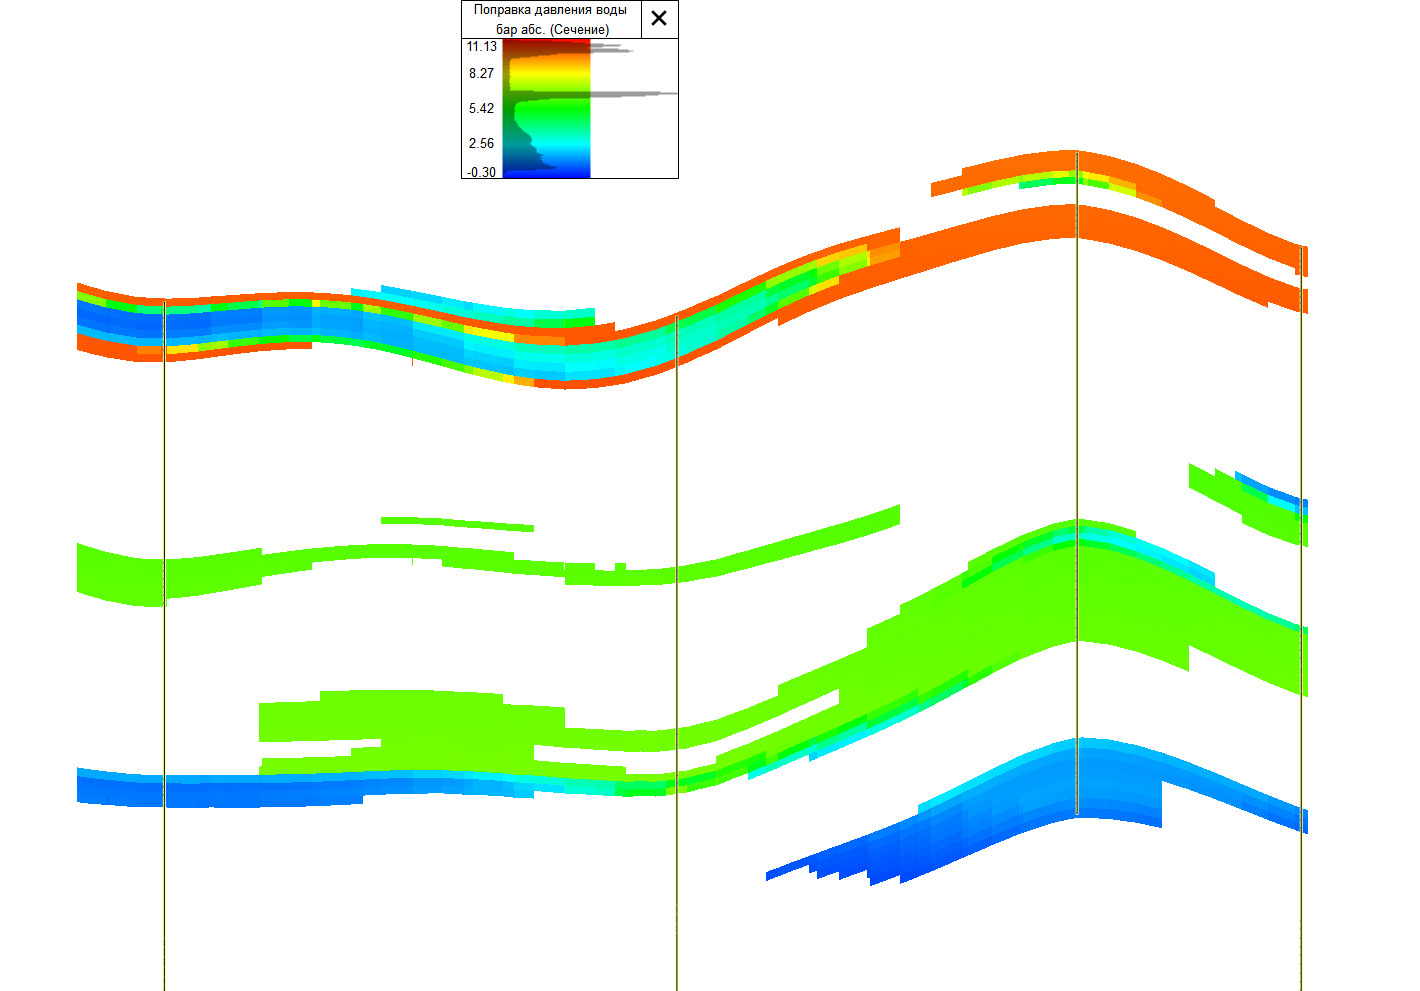 Поправка давления воды
бар абс. (Сечение)
11.13
8.27
5.42
2.56
-0.30